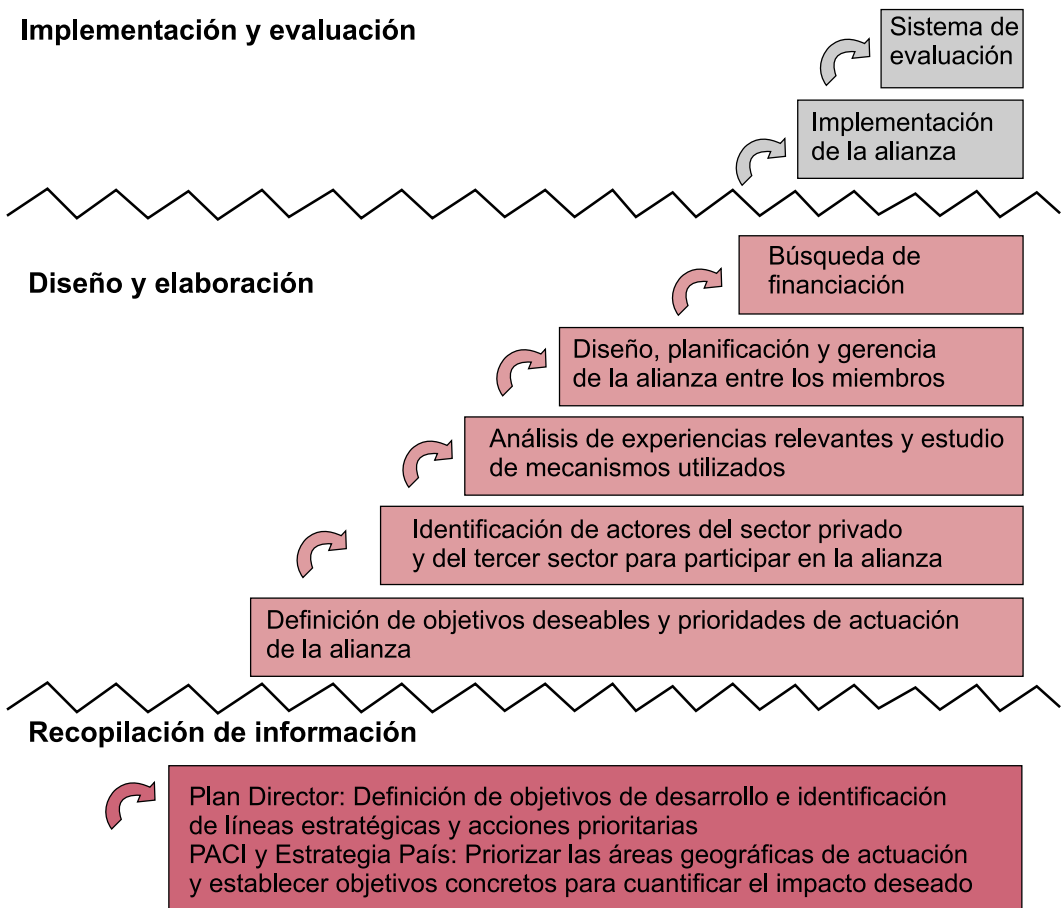 Implementación y evaluación
Sistema de
evaluación
Implementación
de la alianza
Diseño y elaboración
Búsqueda de
financiación
Diseño, planificación y gerencia
de la alianza entre los miembros
Análisis de experiencias relevantes y estudio
de mecanismos utilizados
Identificación de actores del sector privado
y del tercer sector para participar en la alianza
Definición de objetivos deseables y prioridades de actuación
de la alianza
Recopilación de información
Plan Director: Definición de objetivos de desarrollo e identificación
de líneas estratégicas y acciones prioritarias
PACI y Estrategia País: Priorizar las áreas geográficas de actuación
y establecer objetivos concretos para cuantificar el impacto deseado